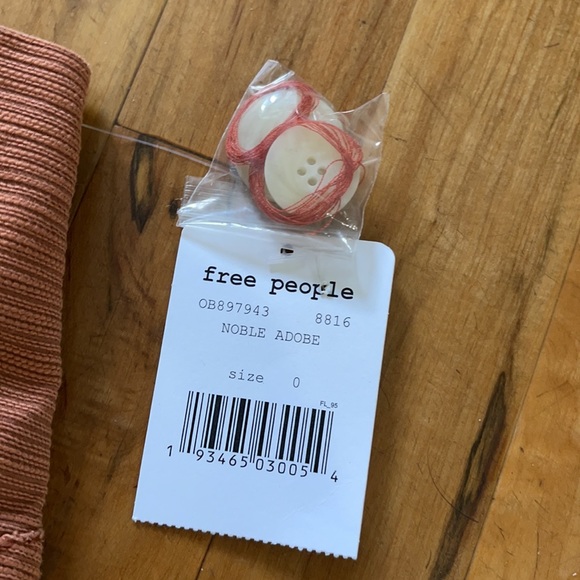 free people
OB897943 8816
NOBLE ADOBE
size 0
FL_95
1 93465 03005 4